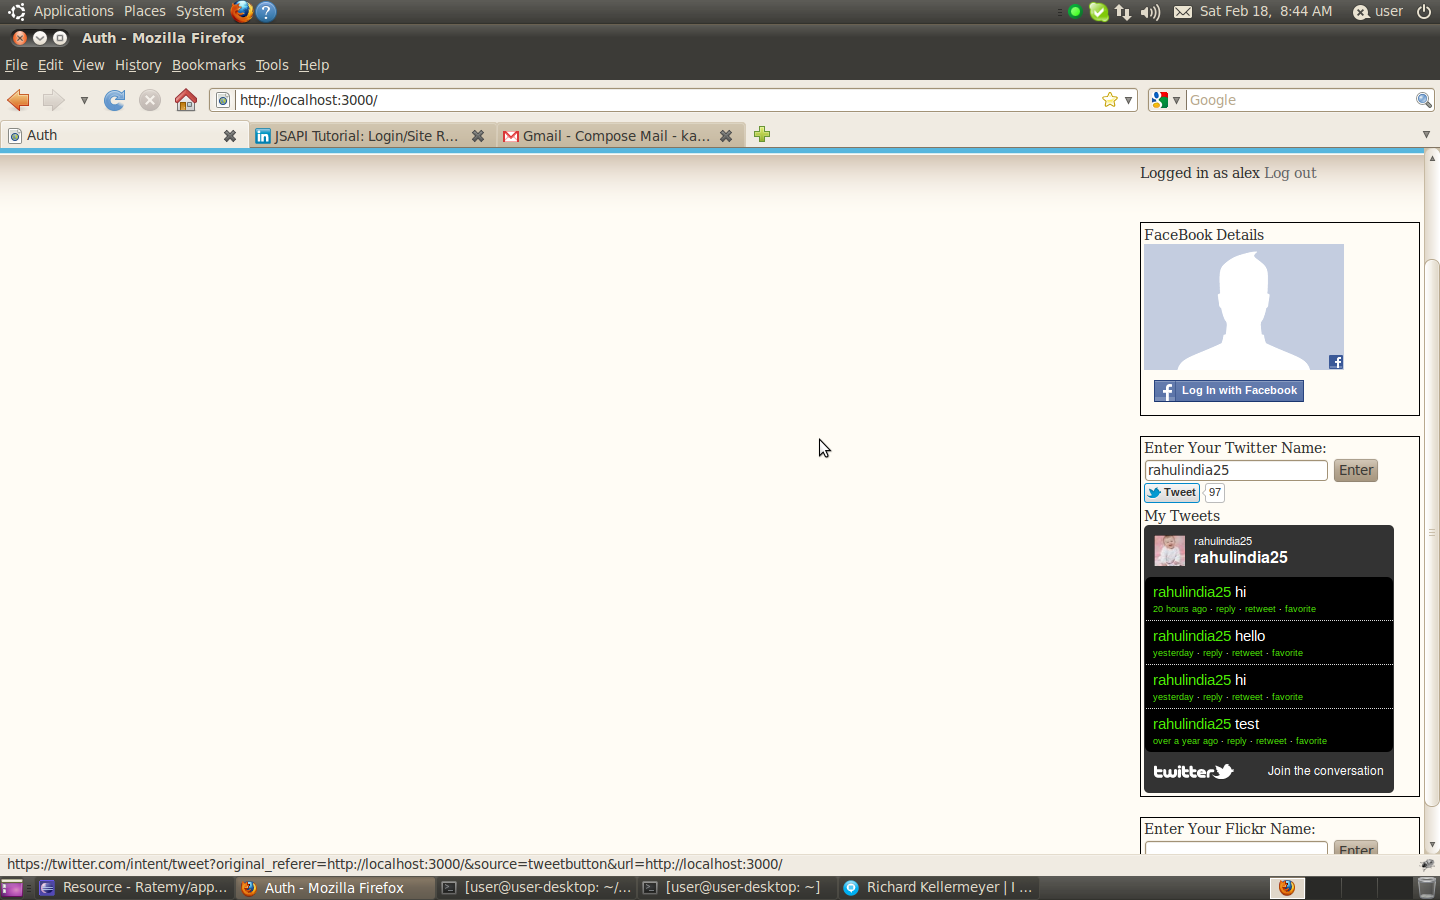 Applications Places System
Sat Feb 18, 8:44 AM
user
Auth - Mozilla Firefox
File Edit View History Bookmarks Tools Help
http://localhost:3000/
Google
Auth
JSAPI Tutorial: Login/Site R...
Gmail - Compose Mail - ka...
Logged in as alex Log out
FaceBook Details
Log In with Facebook
Enter Your Twitter Name:
rahulindia25
Enter
Tweet
97
My Tweets
rahulindia25
rahulindia25
rahulindia25 hi
20 hours ago · reply · retweet · favorite
rahulindia25 hello
yesterday · reply · retweet · favorite
rahulindia25 hi
yesterday · reply · retweet · favorite
rahulindia25 test
over a year ago · reply · retweet · favorite
twitter
Join the conversation
Enter Your Flickr Name:
Enter
https://twitter.com/intent/tweet?original_referer=http://localhost:3000/&source=tweetbutton&url=http://localhost:3000/
Resource - Ratemy/app...
Auth - Mozilla Firefox
[user@user-desktop: ~/...
[user@user-desktop: ~]
Richard Kellermeyer | I ...